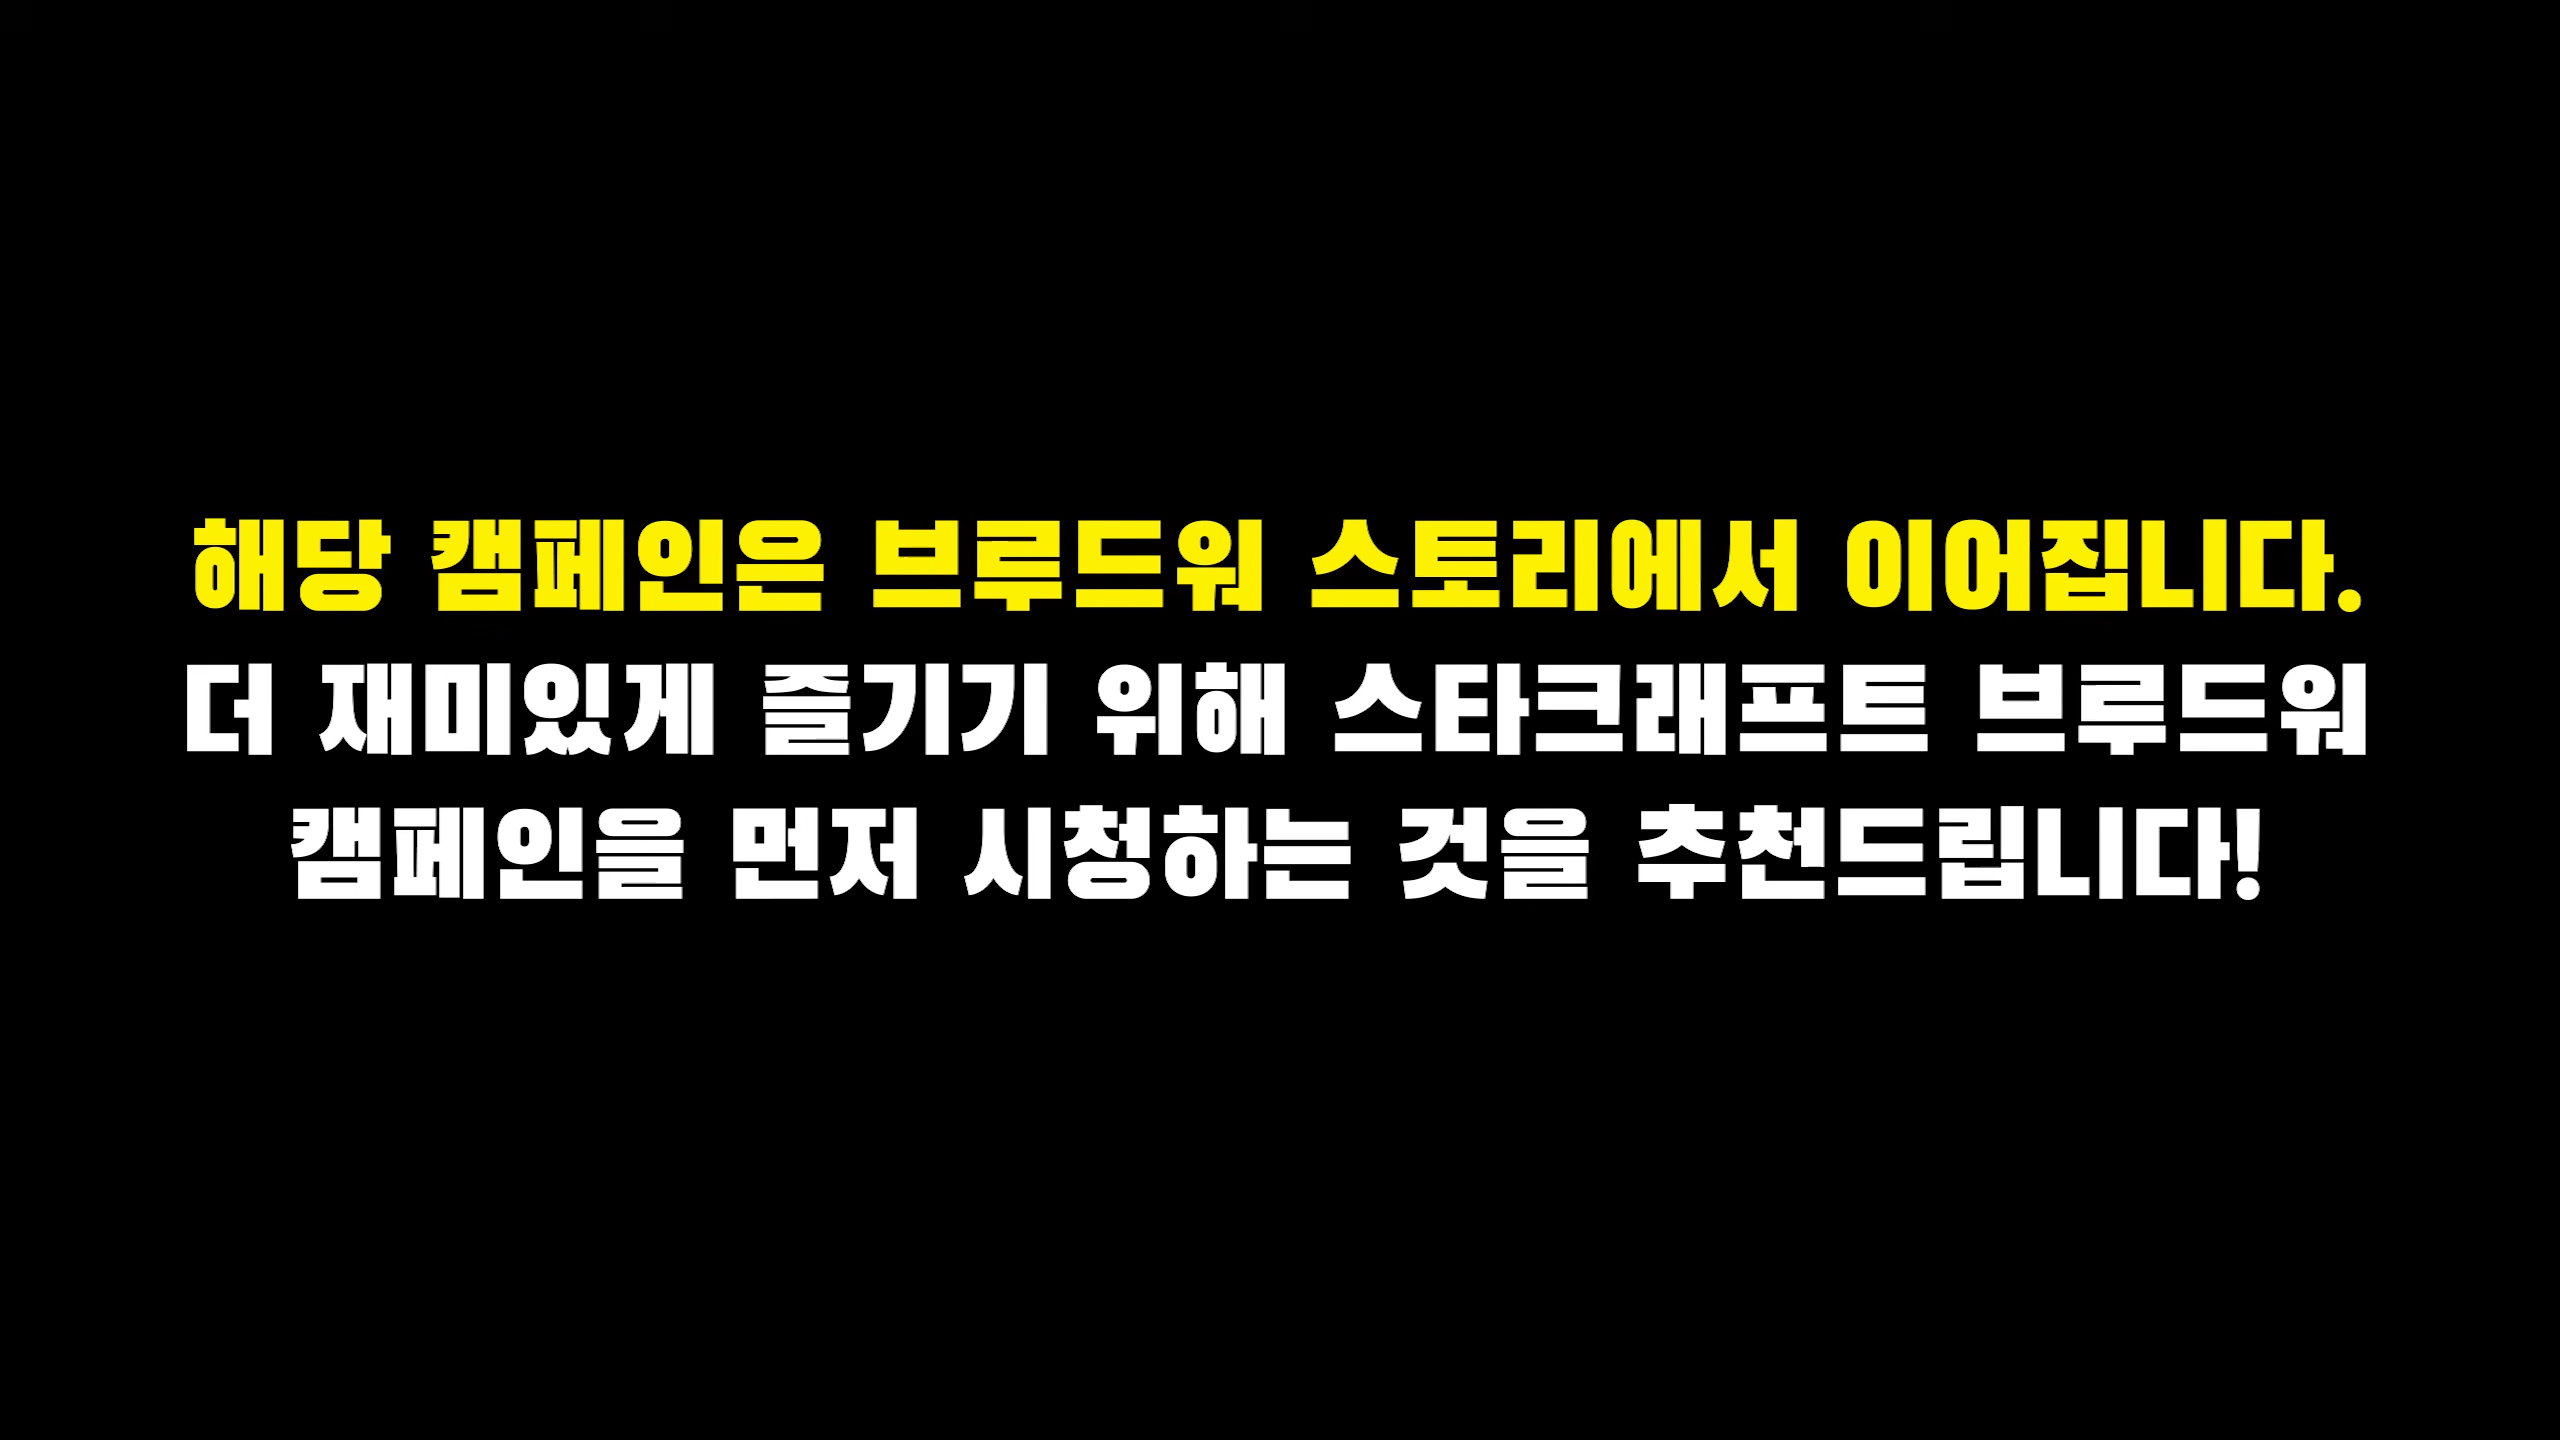 해당 캠페인은 브루드워 스토리에서 이어집니다.
더 재미있게 즐기기 위해 스타크래프트 브루드워
캠페인을 먼저 시청하는 것을 추천드립니다!